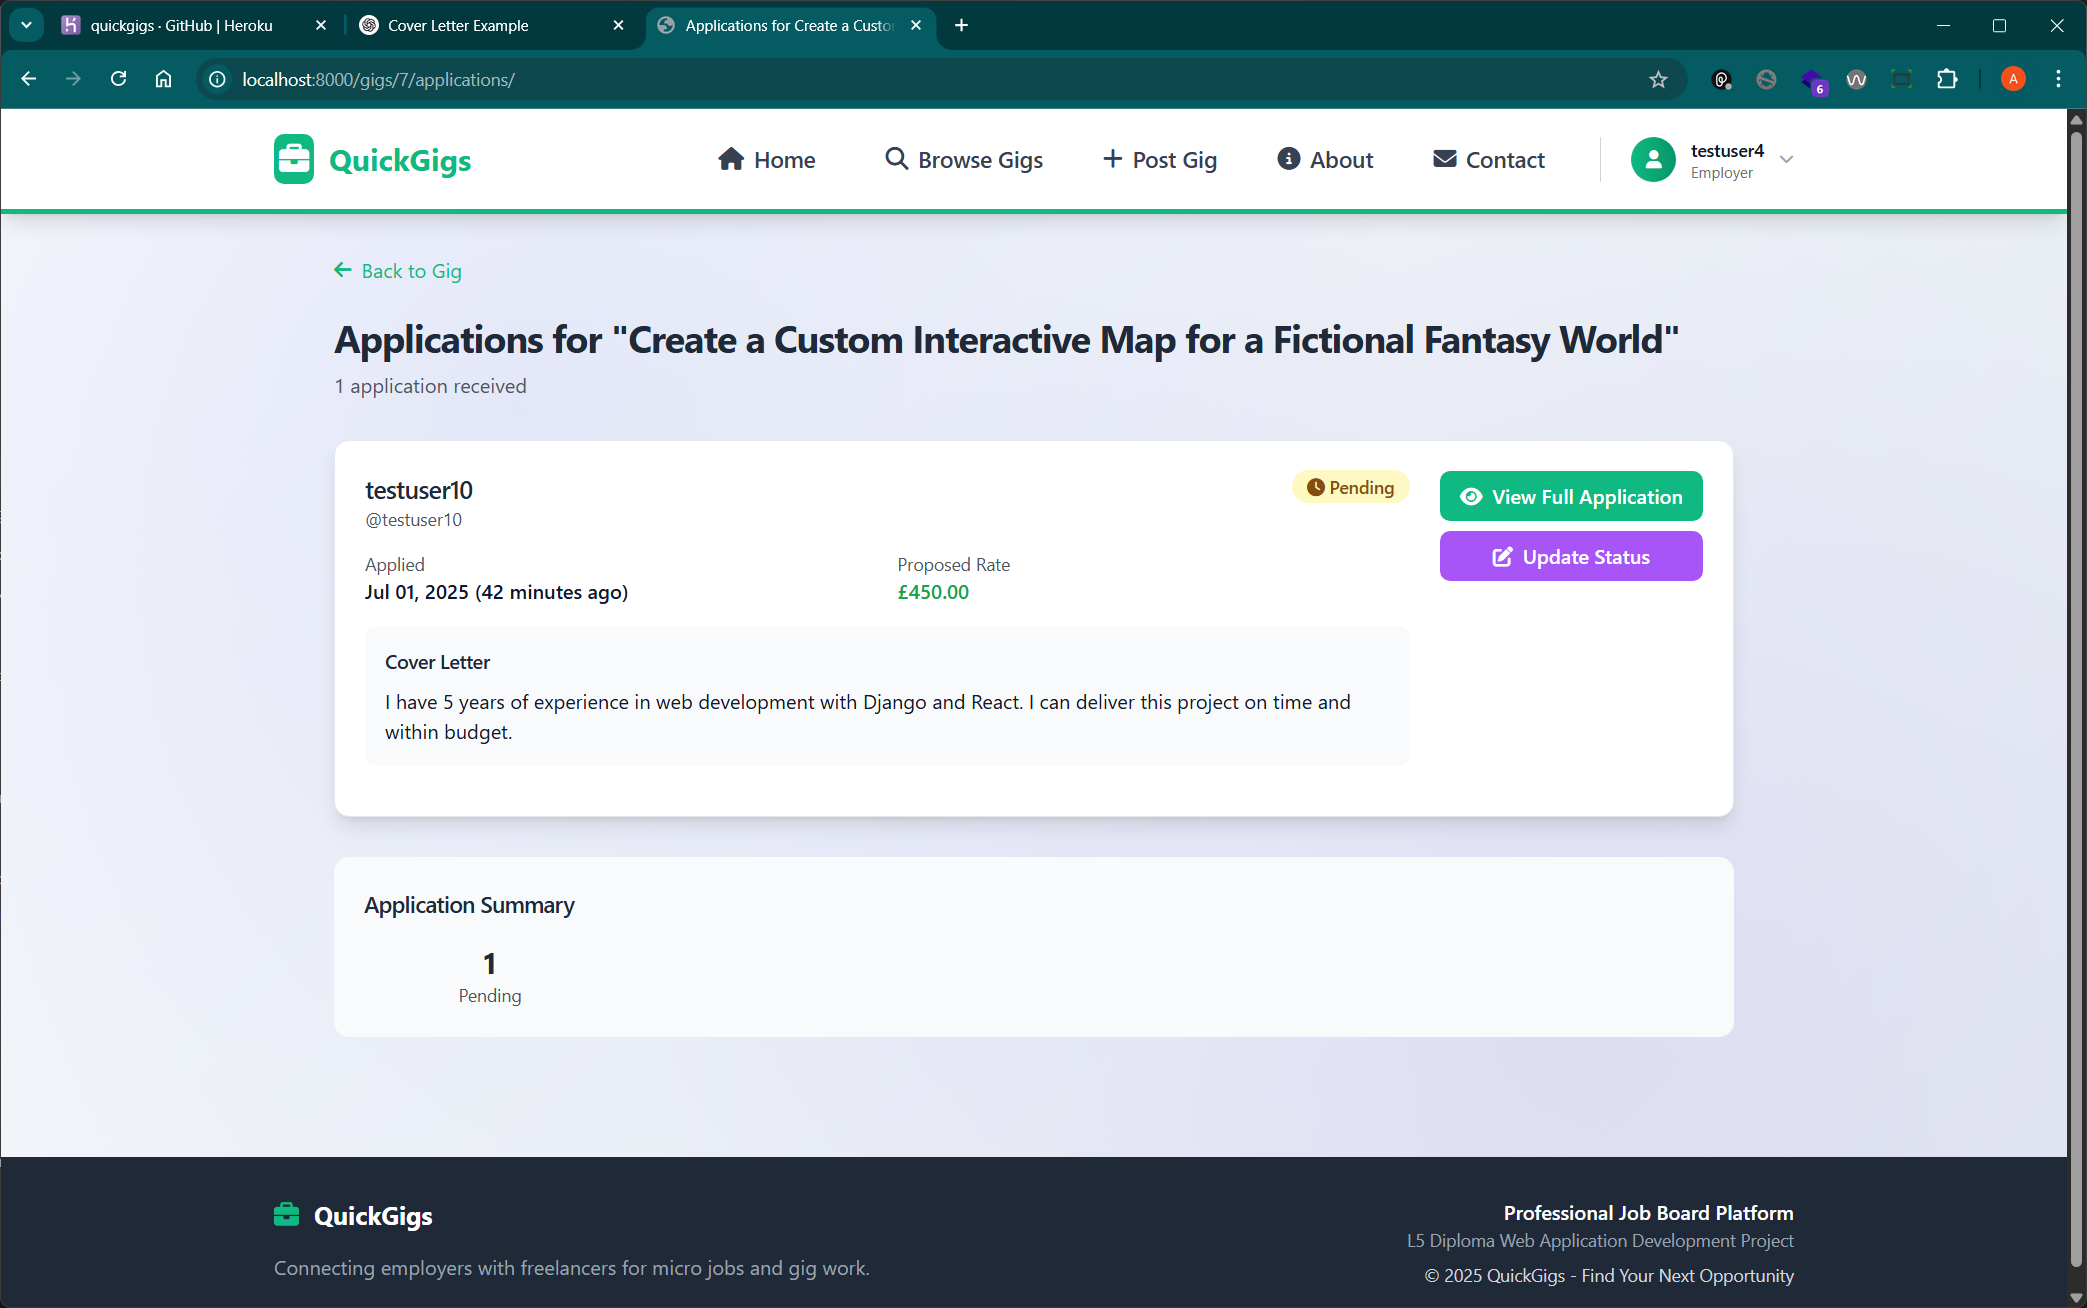 quickgigs · GitHub | Heroku
Cover Letter Example
Applications for Create a Custo
localhost:8000/gigs/7/applications/
6
A
QuickGigs
Home
Browse Gigs
Post Gig
About
Contact
testuser4
Employer
Back to Gig
Applications for "Create a Custom Interactive Map for a Fictional Fantasy World"
1 application received
testuser10
@testuser10
Pending
View Full Application
Update Status
Applied
Jul 01, 2025 (42 minutes ago)
Proposed Rate
£450.00
Cover Letter
I have 5 years of experience in web development with Django and React. I can deliver this project on time and
within budget.
Application Summary
1
Pending
QuickGigs
Connecting employers with freelancers for micro jobs and gig work.
Professional Job Board Platform
L5 Diploma Web Application Development Project
© 2025 QuickGigs - Find Your Next Opportunity